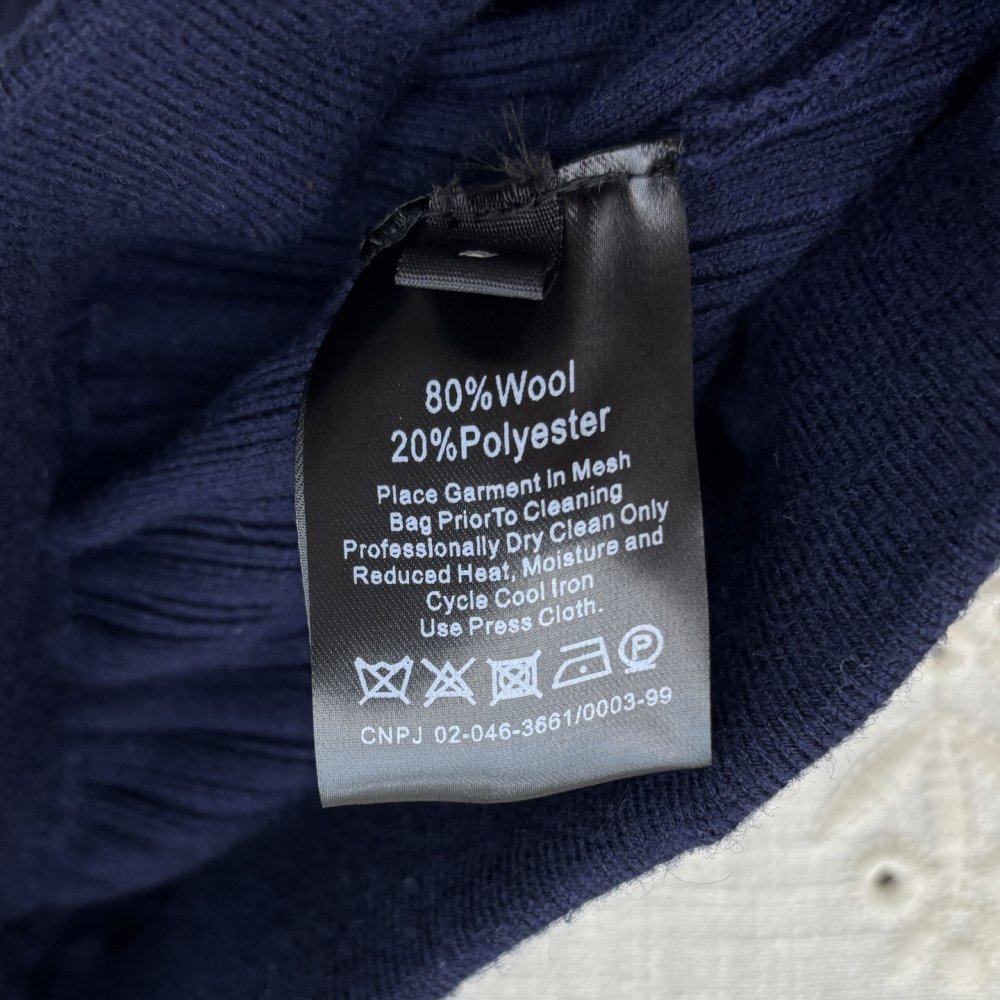 80%Wool
20%Polyester
Place Garment in Mesh
Bag PriorTo Cleaning
Professionally Dry Clean Only
Reduced Heat, Moisture and
Cycle Cool Iron
Use Press Cloth.
P
CNPJ 02-046-3661/0003-99